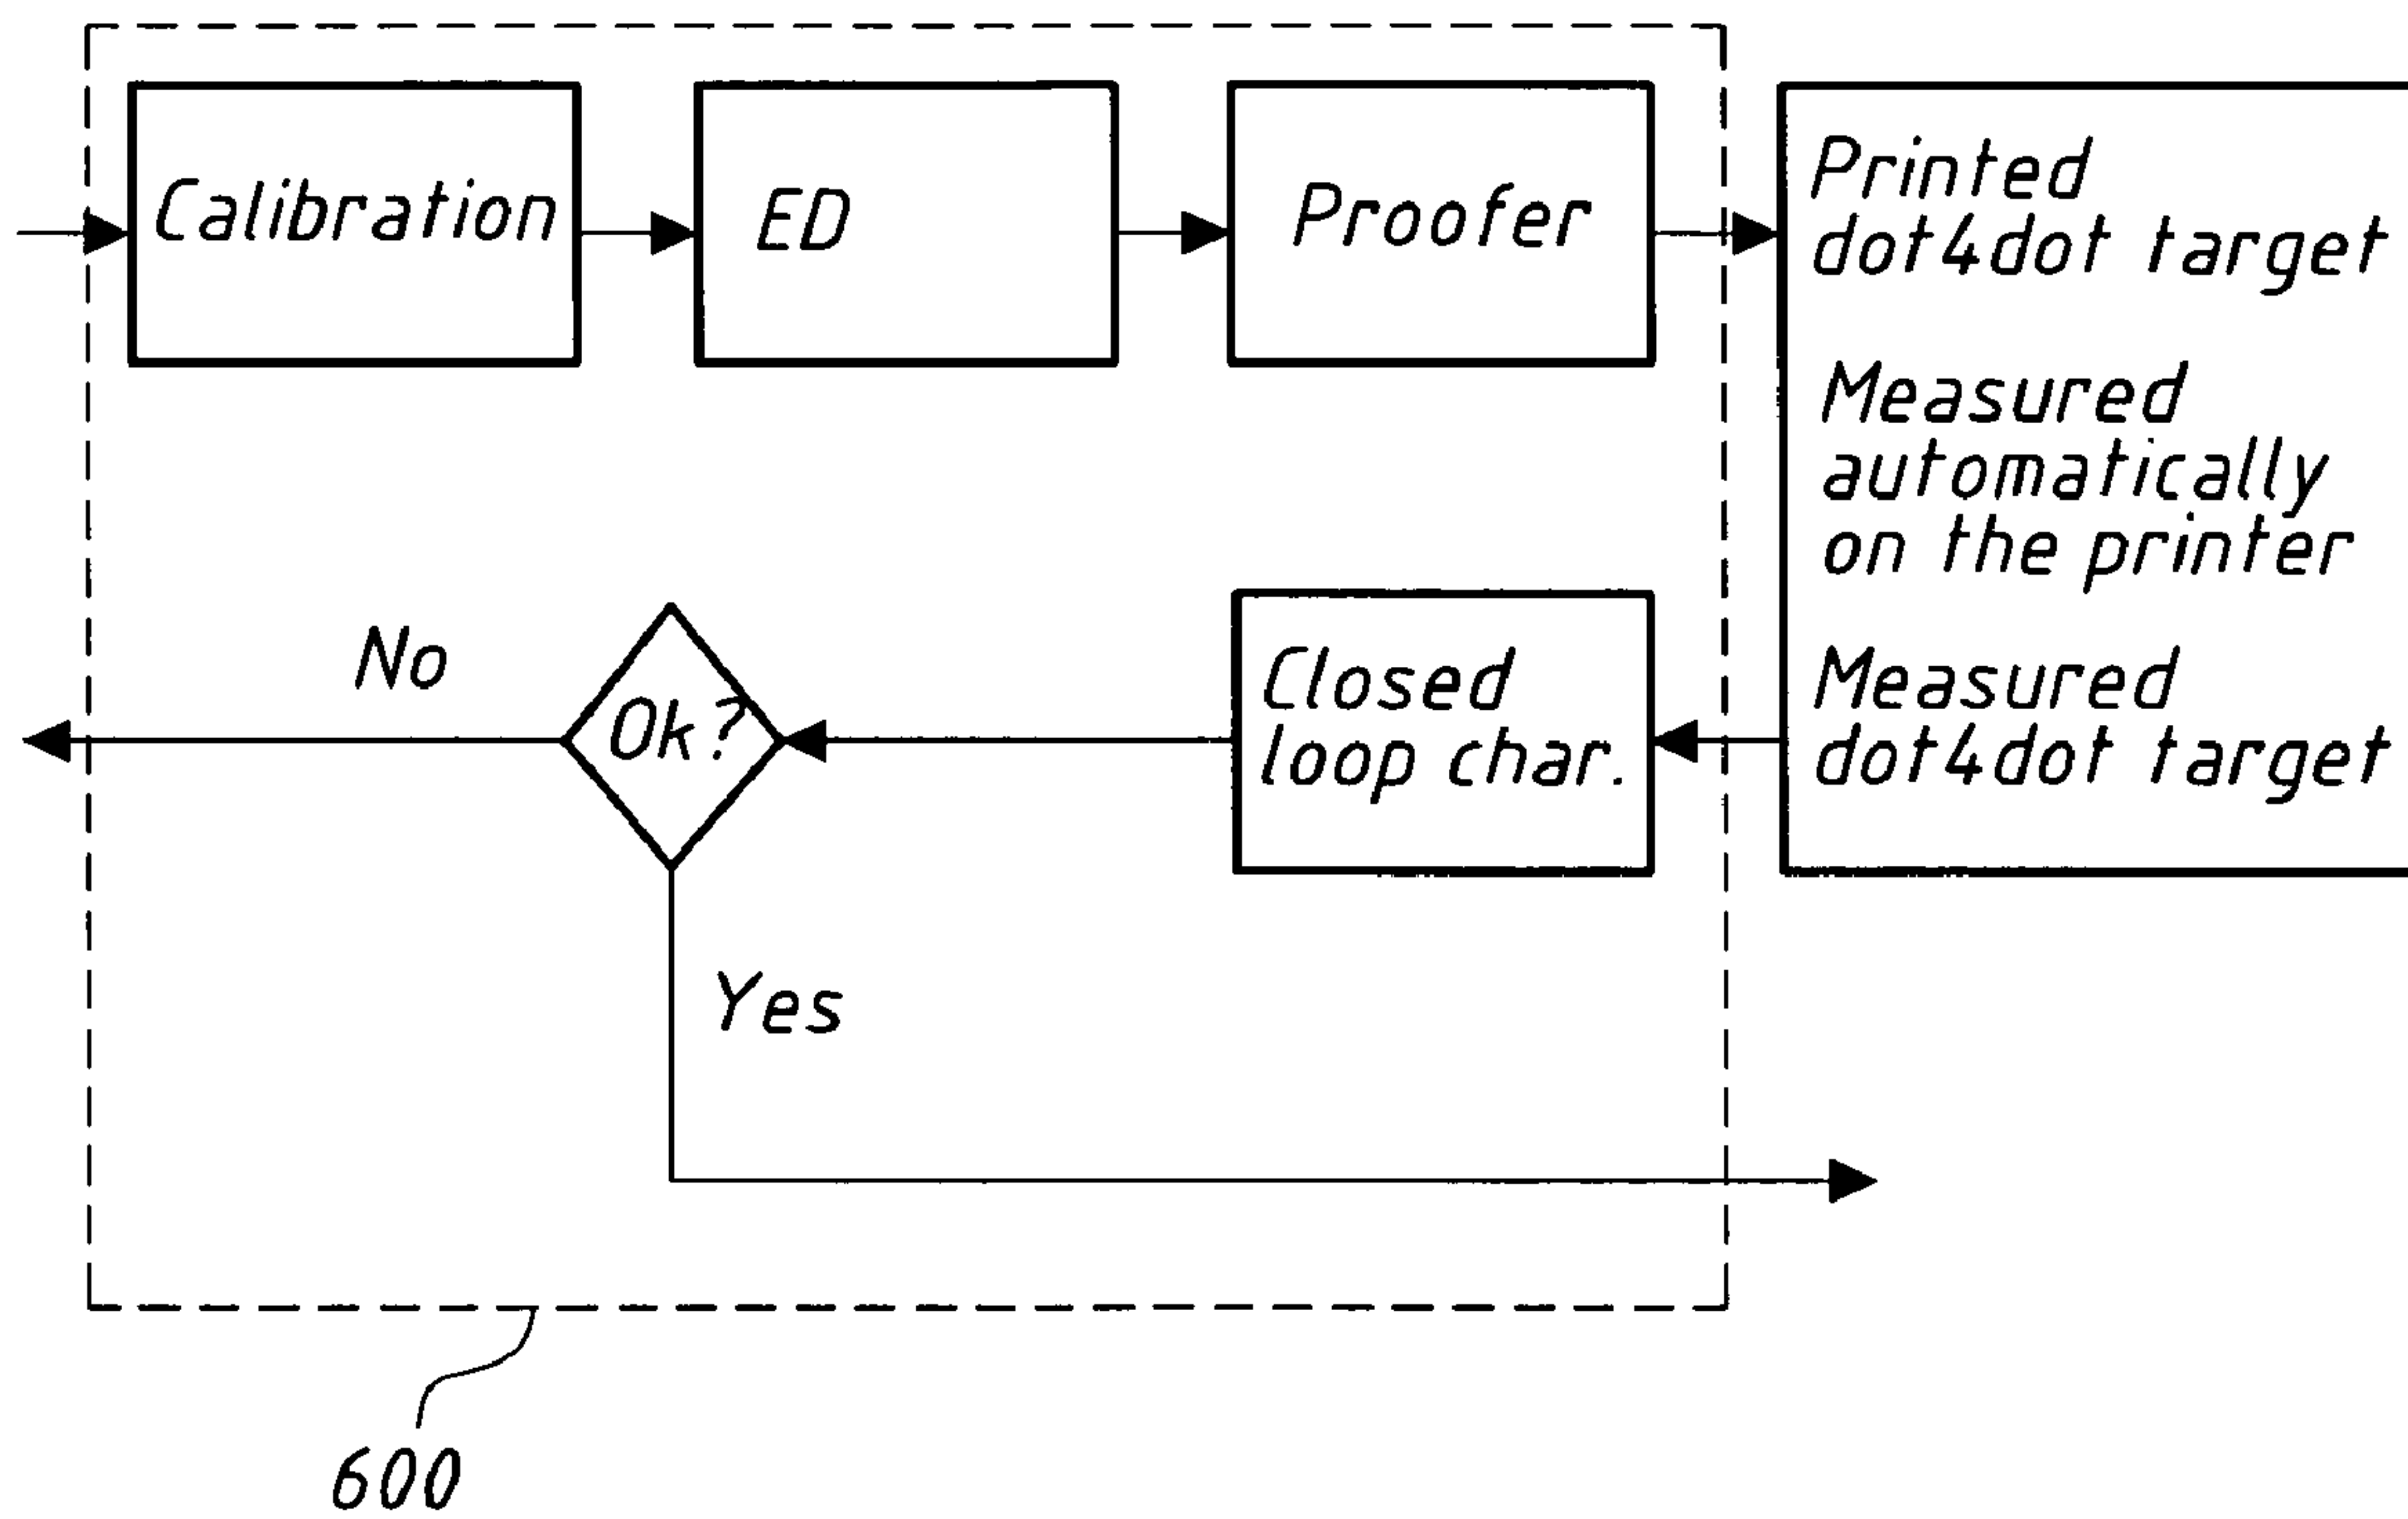 Calibration
ED
Proofer
Printed
dot4dot target
Measured
automatically
on the printer
Measured
dot4dot target
Closed
loop char.
Ok?
No
Yes
600